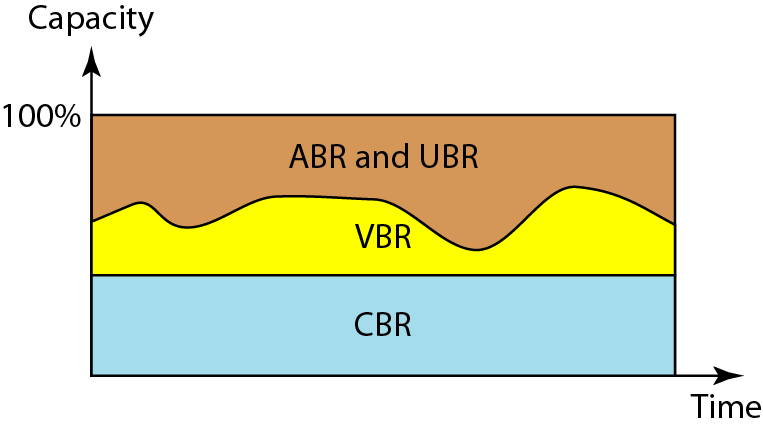 Capacity
100%
ABR and UBR
VBR
CBR
Time